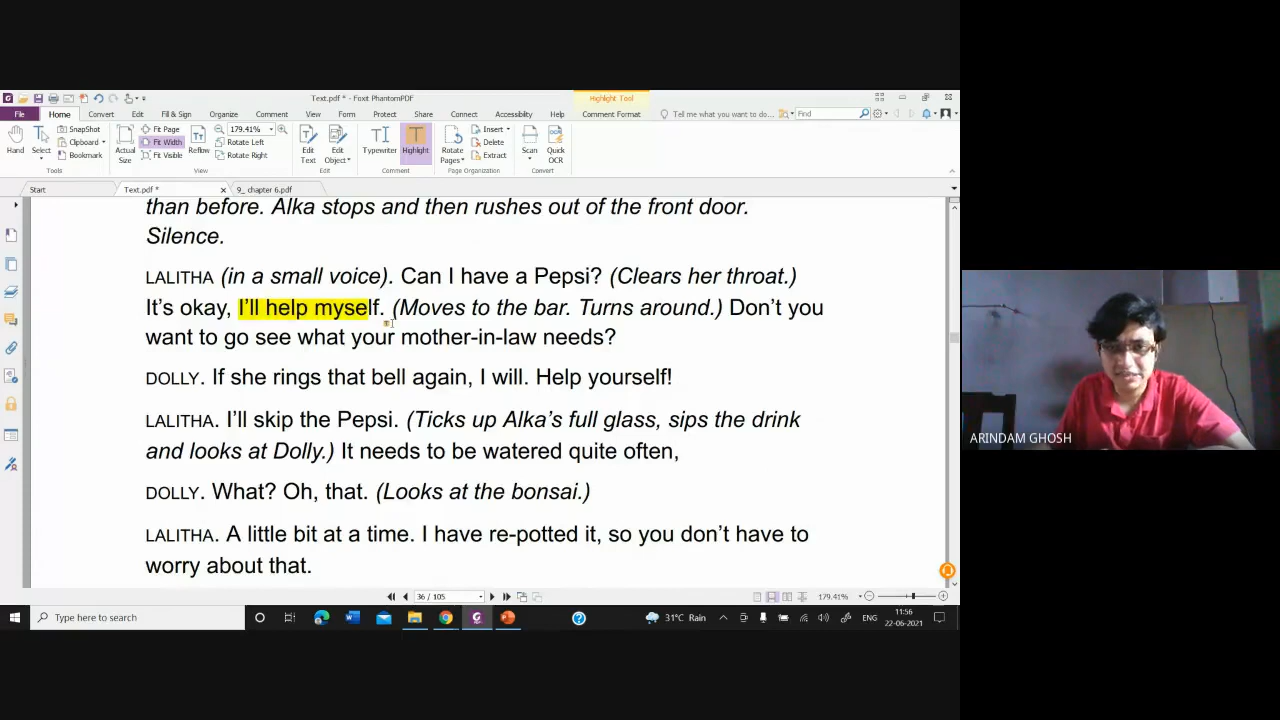 Text.pdf * - Foxit PhantomPDF
Highlight Tool
File Home Convert Edit Fill & Sign Organize Comment View Form Protect Share Connect Accessibility Help Comment Format Tell me what you want to do... Find
SnapShot Fit Page 179.41% Insert
Clipboard Fit Width Rotate Left Delete
Bookmark Fit Visible Rotate Right Extract
Hand Select Actual Size Reflow Edit Text Edit Object Typewriter Highlight Rotate Pages Scan Quick OCR
Tools View Edit Comment Page Organization Convert
Start Text.pdf * 9_ chapter 6.pdf
than before. Alka stops and then rushes out of the front door.
Silence.
LALITHA (in a small voice). Can I have a Pepsi? (Clears her throat.)
It's okay, I'll help myself. (Moves to the bar. Turns around.) Don't you
want to go see what your mother-in-law needs?
DOLLY. If she rings that bell again, I will. Help yourself!
LALITHA. I'll skip the Pepsi. (Ticks up Alka's full glass, sips the drink
and looks at Dolly.) It needs to be watered quite often,
DOLLY. What? Oh, that. (Looks at the bonsai.)
LALITHA. A little bit at a time. I have re-potted it, so you don't have to
worry about that.
ARINDAM GHOSH
36 / 105 179.41%
Type here to search 31°C Rain ENG 11:56
22-06-2021